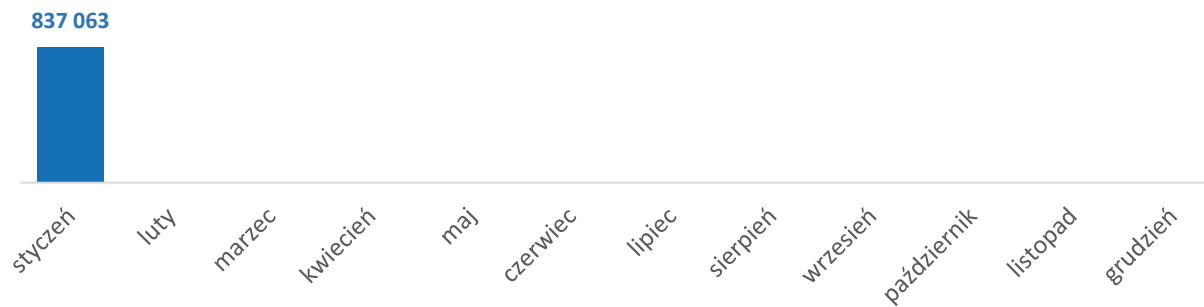 837 063
styczeń
luty
marzec
kwiecień
maj
czerwiec
lipiec
sierpień
wrzesień
październik
listopad
grudzień